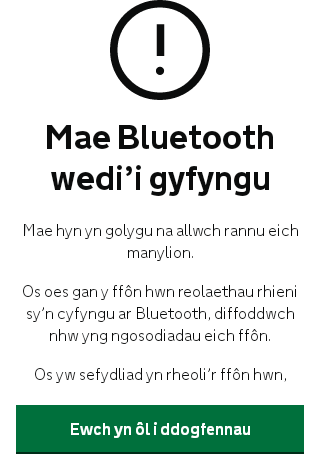 Mae Bluetooth
wedi’i gyfyngu
Mae hyn yn golygu na allwch rannu eich
manylion.
Os oes gan y ffôn hwn reolaethau rhieni
sy’n cyfyngu ar Bluetooth, diffoddwch
nhw yng ngosodiadau eich ffôn.
Os yw sefydliad yn rheoli’r ffôn hwn,
Ewch yn ôl i ddogfennau